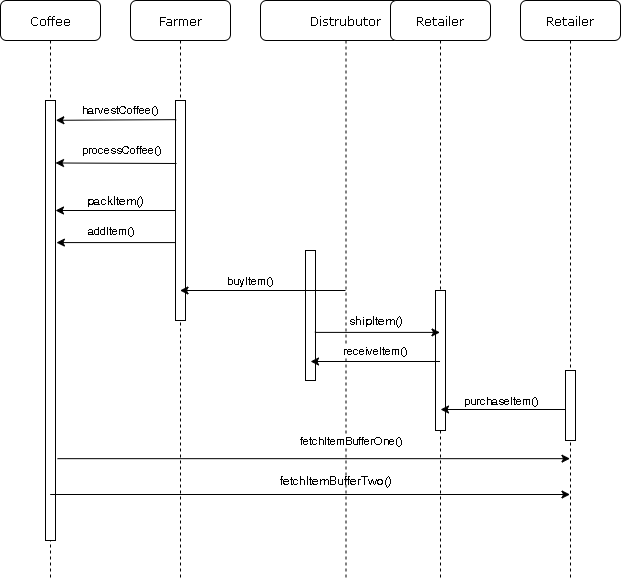 Coffee
Farmer
Distrubutor
Retailer
Retailer
harvestCoffee()
processCoffee()
packItem()
addItem()
buyItem()
shipItem()
receiveItem()
purchaseItem()
fetchItemBufferOne()
fetchItemBufferTwo()